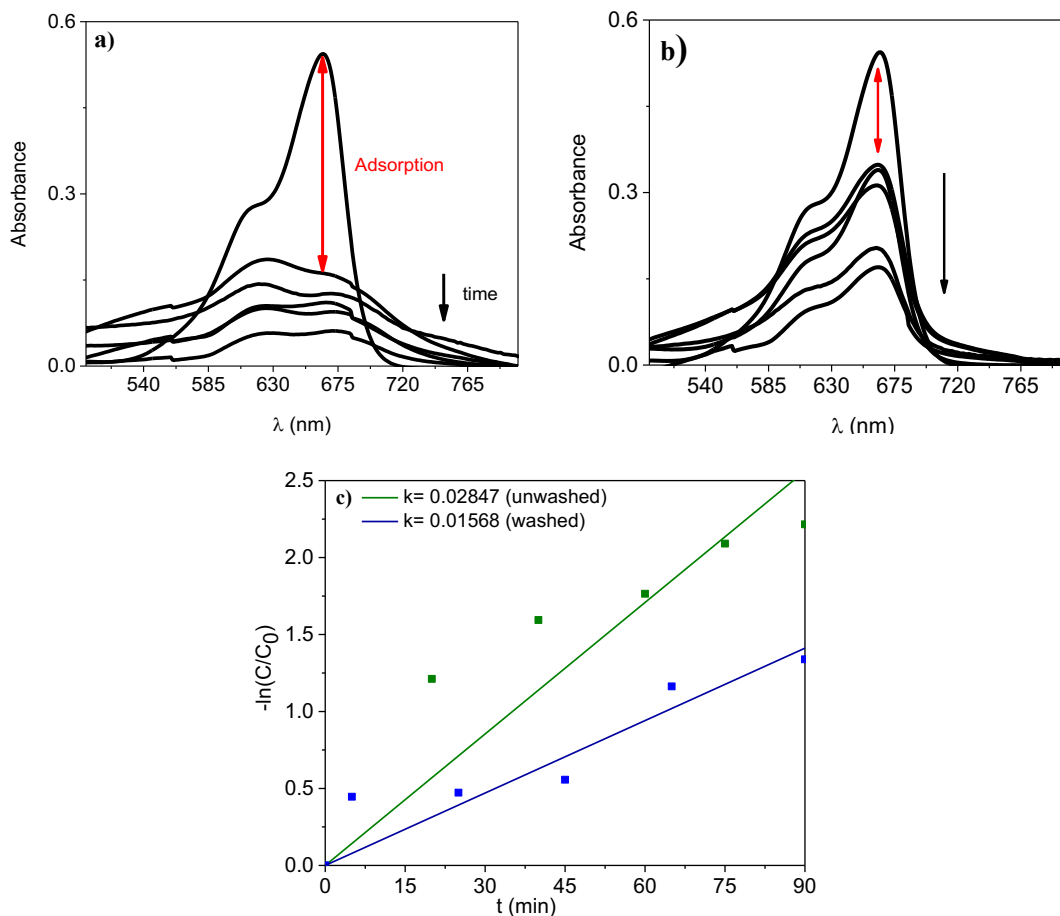 a)
0.6
0.3
0.0
Absorbance
Adsorption
time
540 585 630 675 720 765
λ (nm)
b)
0.6
0.3
0.0
Absorbance
540 585 630 675 720 765
λ (nm)
c)
k= 0.02847 (unwashed)
k= 0.01568 (washed)
2.5
2.0
1.5
1.0
0.5
0.0
-ln(C/C0)
0 15 30 45 60 75 90
t (min)